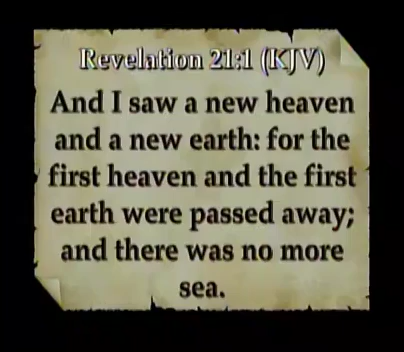 Revelation 21:1 (KJV)
And I saw a new heaven
and a new earth: for the
first heaven and the first
earth were passed away;
and there was no more
sea.